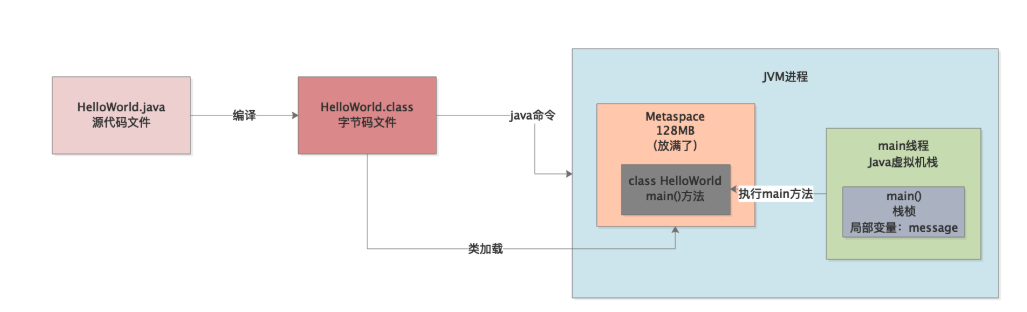 HelloWorld.java
源代码文件
编译
HelloWorld.class
字节码文件
java命令
类加载
JVM进程
Metaspace
128MB
（放满了）
class HelloWorld
main()方法
执行main方法
main线程
Java虚拟机栈
main()
栈桢
局部变量：message